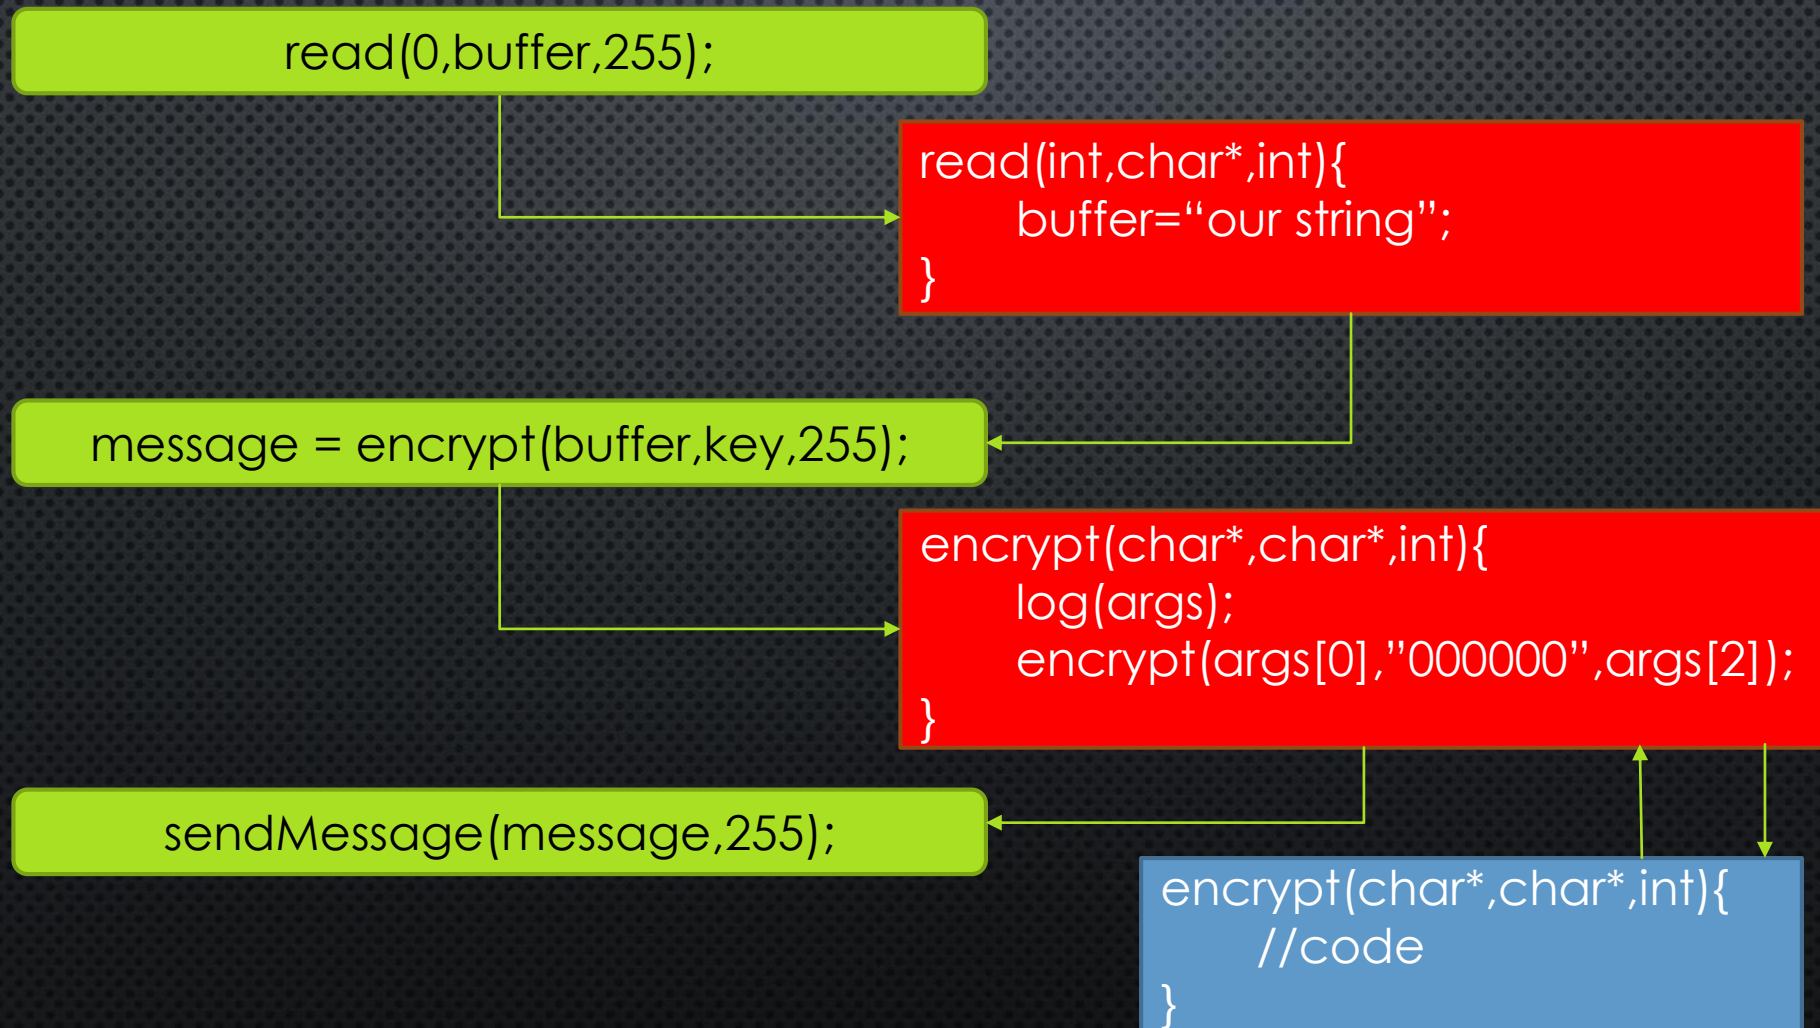 read(0,buffer,255);
read(int,char*,int){
buffer=“our string”;
}
message = encrypt(buffer,key,255);
encrypt(char*,char*,int){
log(args);
encrypt(args[0],”000000”,args[2]);
}
sendMessage(message,255);
encrypt(char*,char*,int){
//code
}